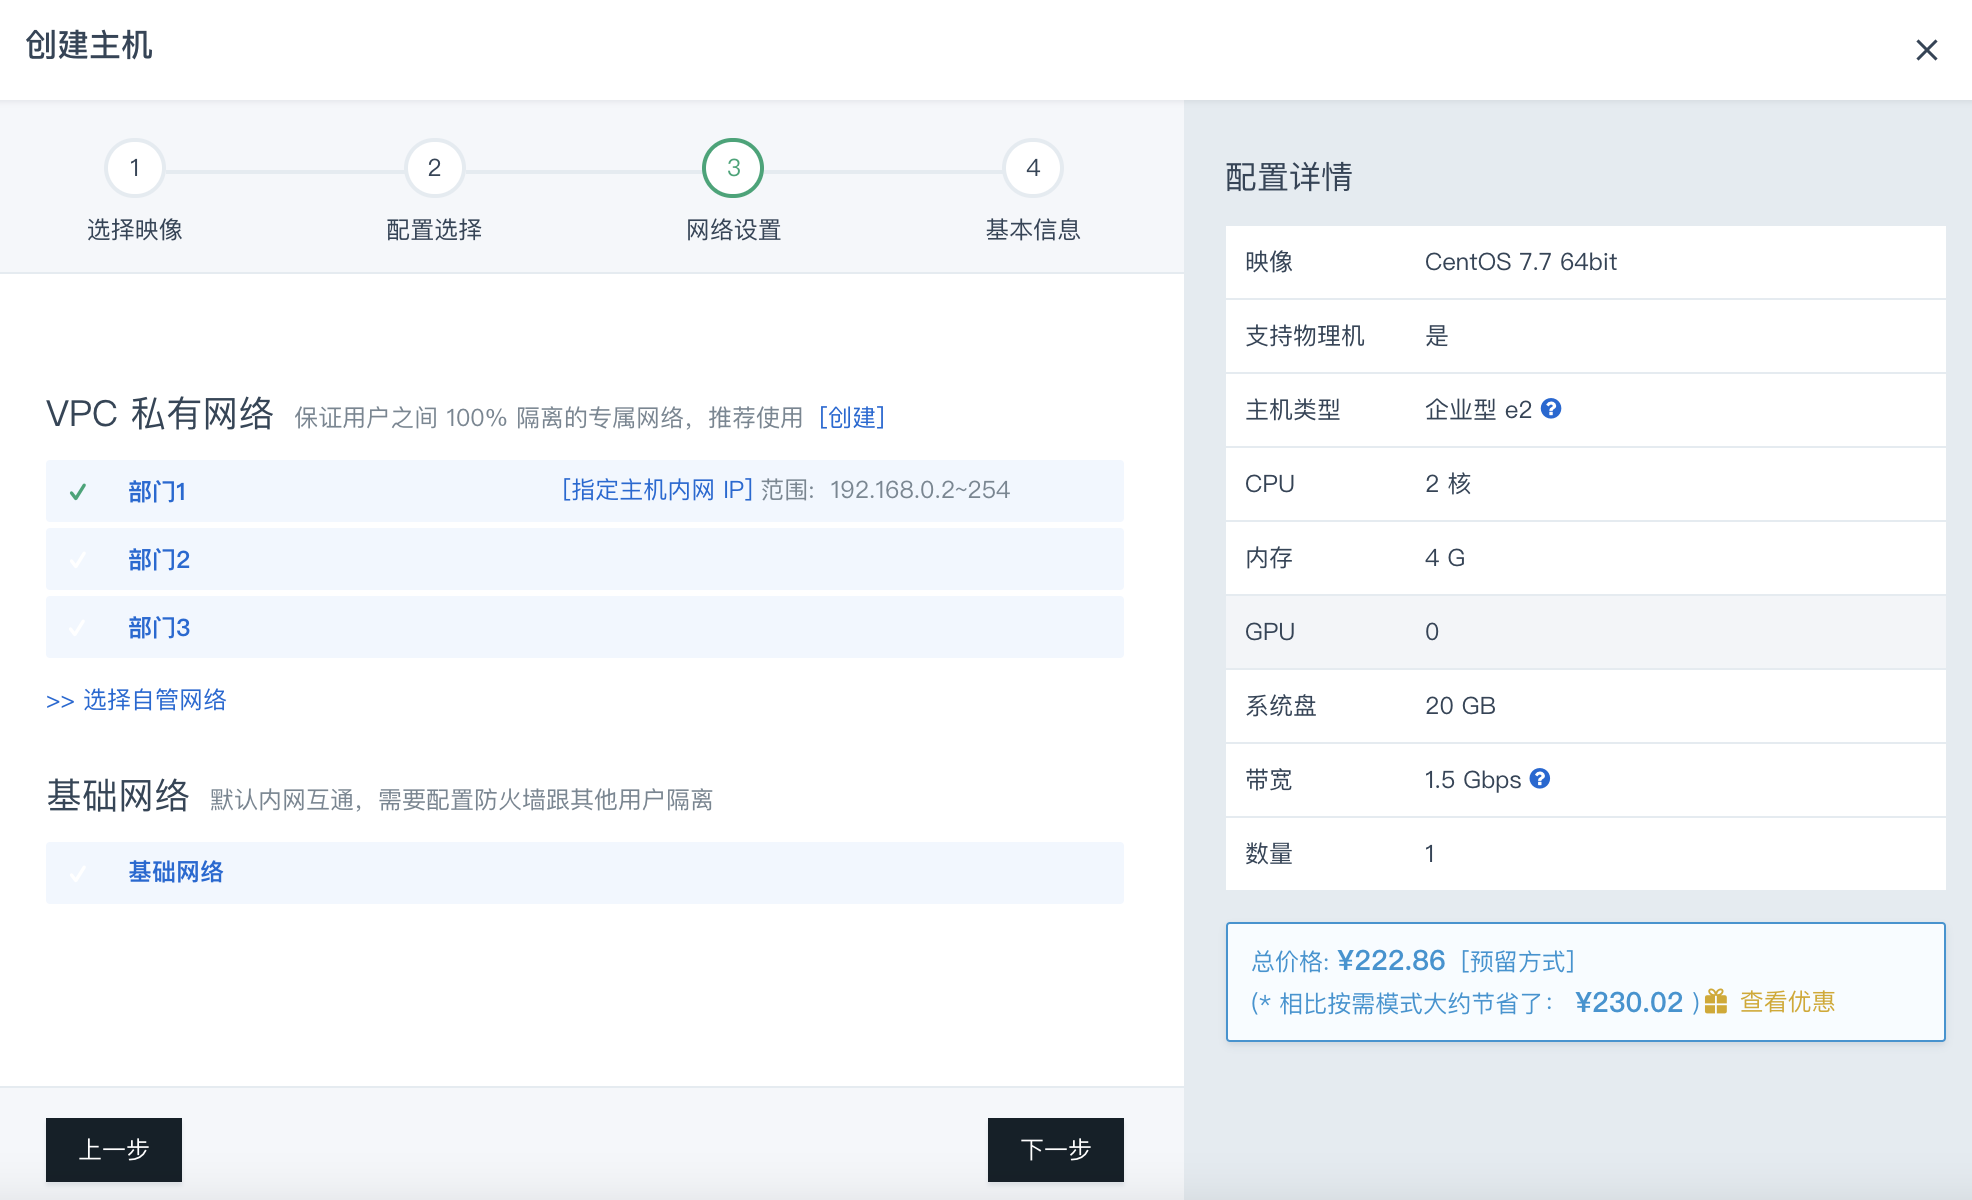 创建主机
1
2
3
4
选择映像
配置选择
网络设置
基本信息
VPC 私有网络 保证用户之间 100% 隔离的专属网络，推荐使用 [创建]
部门1 [指定主机内网 IP] 范围: 192.168.0.2~254
部门2
部门3
>> 选择自管网络
基础网络 默认内网互通，需要配置防火墙跟其他用户隔离
基础网络
上一步
下一步
配置详情
映像 CentOS 7.7 64bit
支持物理机 是
主机类型 企业型 e2 ?
CPU 2 核
内存 4 G
GPU 0
系统盘 20 GB
带宽 1.5 Gbps ?
数量 1
总价格: ¥222.86 [预留方式]
(* 相比按需模式大约节省了： ¥230.02 ) 查看优惠